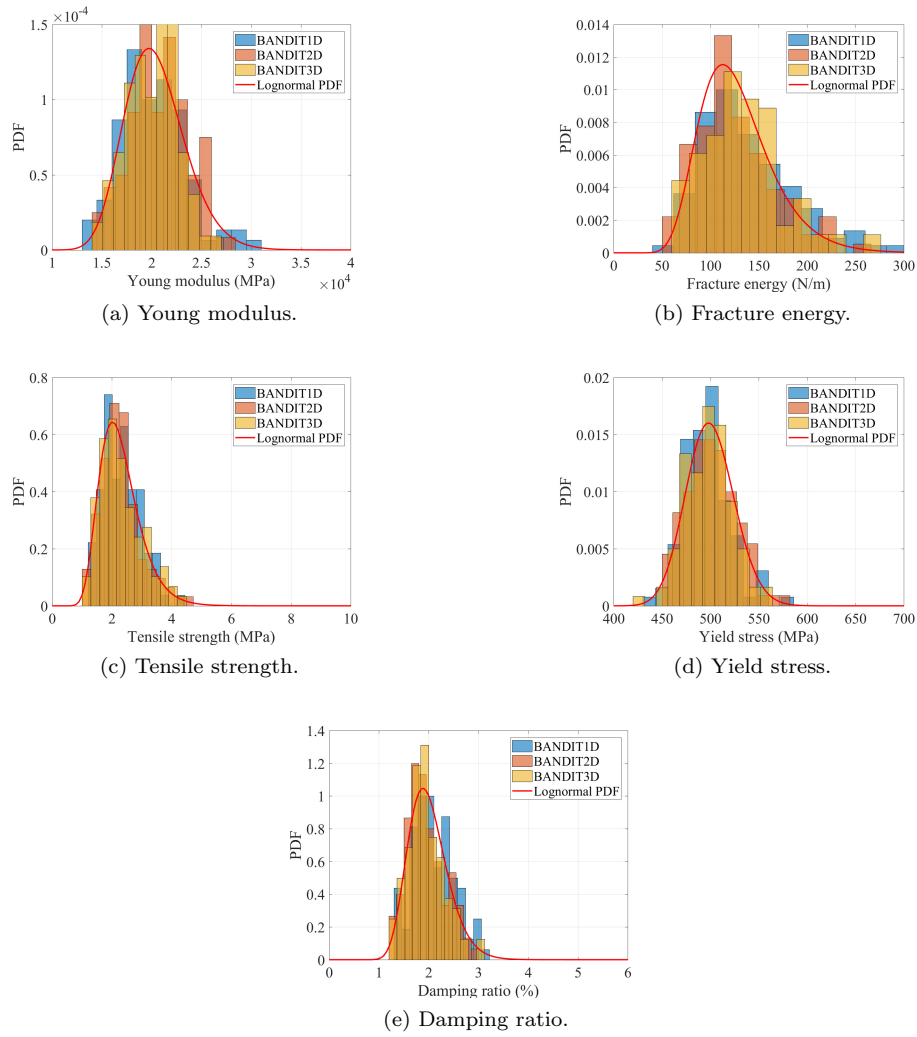 ×10⁻⁴
1.5
1
0.5
0
PDF
BANDIT1D
BANDIT2D
BANDIT3D
Lognormal PDF
1 1.5 2 2.5 3 3.5 4
Young modulus (MPa)
×10⁴
(a) Young modulus.
0.014
0.012
0.01
0.008
0.006
0.004
0.002
0
PDF
BANDIT1D
BANDIT2D
BANDIT3D
Lognormal PDF
0 50 100 150 200 250 300
Fracture energy (N/m)
(b) Fracture energy.
0.8
0.6
0.4
0.2
0
PDF
BANDIT1D
BANDIT2D
BANDIT3D
Lognormal PDF
0 2 4 6 8 10
Tensile strength (MPa)
(c) Tensile strength.
0.02
0.015
0.01
0.005
0
PDF
BANDIT1D
BANDIT2D
BANDIT3D
Lognormal PDF
400 450 500 550 600 650 700
Yield stress (MPa)
(d) Yield stress.
1.4
1.2
1
0.8
0.6
0.4
0.2
0
PDF
BANDIT1D
BANDIT2D
BANDIT3D
Lognormal PDF
0 1 2 3 4 5 6
Damping ratio (%)
(e) Damping ratio.